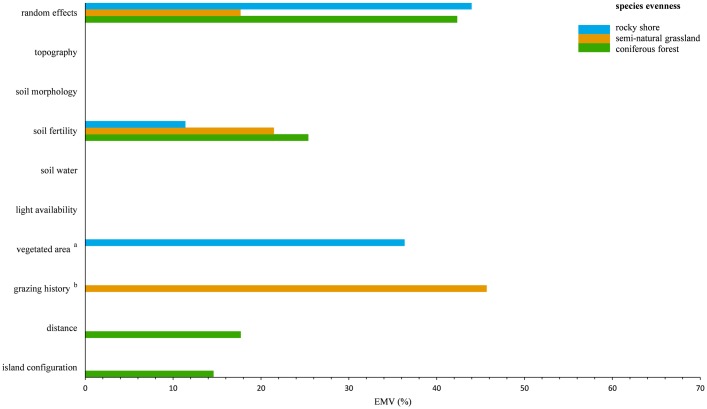 species evenness
rocky shore
semi-natural grassland
coniferous forest
random effects
topography
soil morphology
soil fertility
soil water
light availability
vegetated area a
grazing history b
distance
island configuration
0 10 20 30 40 50 60 70
EMV (%)